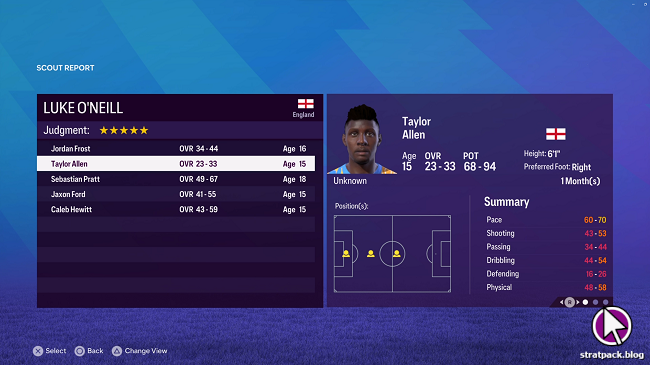 SCOUT REPORT
LUKE O'NEILL
England
Judgment: ★★★★★
Jordan Frost OVR 34-44 Age 16
Taylor Allen OVR 23-33 Age 15
Sebastian Pratt OVR 49-67 Age 18
Jaxon Ford OVR 41-55 Age 15
Caleb Hewitt OVR 43-59 Age 15
Taylor
Allen
Age OVR POT
15 23-33 68-94
Height: 6'1"
Preferred Foot: Right
Unknown
1 Month(s)
Position(s):
Summary
Pace 60-70
Shooting 43-53
Passing 34-44
Dribbling 44-54
Defending 16-26
Physical 48-58
R
Select Back Change View
stratpack.blog